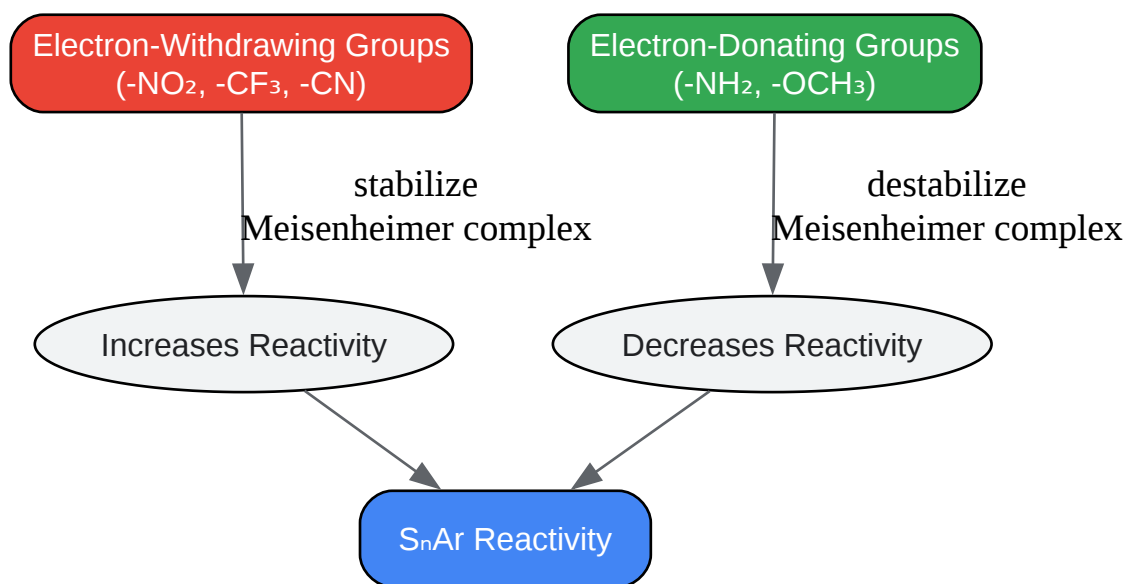 Electron-Withdrawing Groups
(-NO₂, -CF₃, -CN)
Electron-Donating Groups
(-NH₂, -OCH₃)
stabilize
Meisenheimer complex
destabilize
Meisenheimer complex
Increases Reactivity
Decreases Reactivity
SₙAr Reactivity